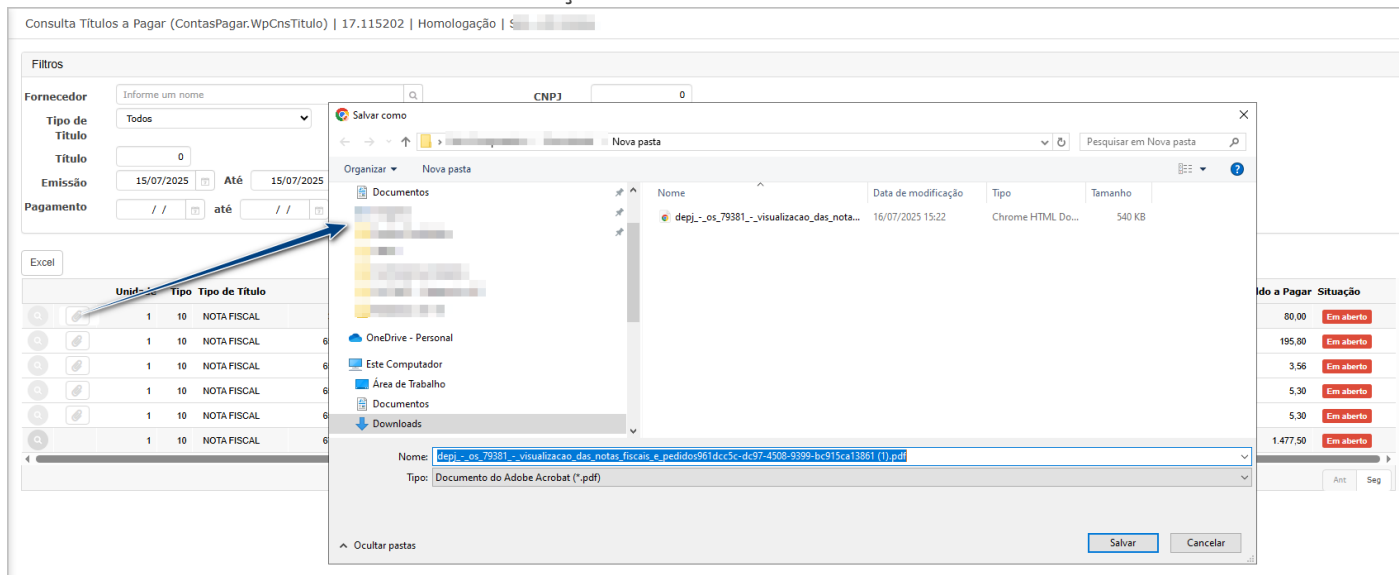 Consulta Títulos a Pagar (ContasPagar.WpCnsTitulo) | 17.115202 | Homologação |
Filtros
Fornecedor Informe um nome CNPJ 0
Tipo de Titulo Todos
Título 0
Emissão 15/07/2025 Até 15/07/2025
Pagamento / / até / /
Excel
Tipo Tipo de Título do a Pagar Situação
1 10 NOTA FISCAL 80,00 Em aberto
1 10 NOTA FISCAL 6 195,80 Em aberto
1 10 NOTA FISCAL 6 3,56 Em aberto
1 10 NOTA FISCAL 6 5,30 Em aberto
1 10 NOTA FISCAL 6 5,30 Em aberto
1 10 NOTA FISCAL 6 1.477,50 Em aberto
Ant Seg
Salvar como
Nova pasta
Pesquisar em Nova pasta
Organizar Nova pasta
Documentos
OneDrive - Personal
Este Computador
Área de Trabalho
Documentos
Downloads
Nome Data de modificação Tipo Tamanho
depj_-_os_79381_-_visualizacao_das_nota... 16/07/2025 15:22 Chrome HTML Do... 540 KB
Nome: depj_-_os_79381_-_visualizacao_das_notas_fiscais_e_pedidos961dcc5c-dc97-4508-9399-bc915ca13861 (1).pdf
Tipo: Documento do Adobe Acrobat (*.pdf)
Ocultar pastas
Salvar Cancelar